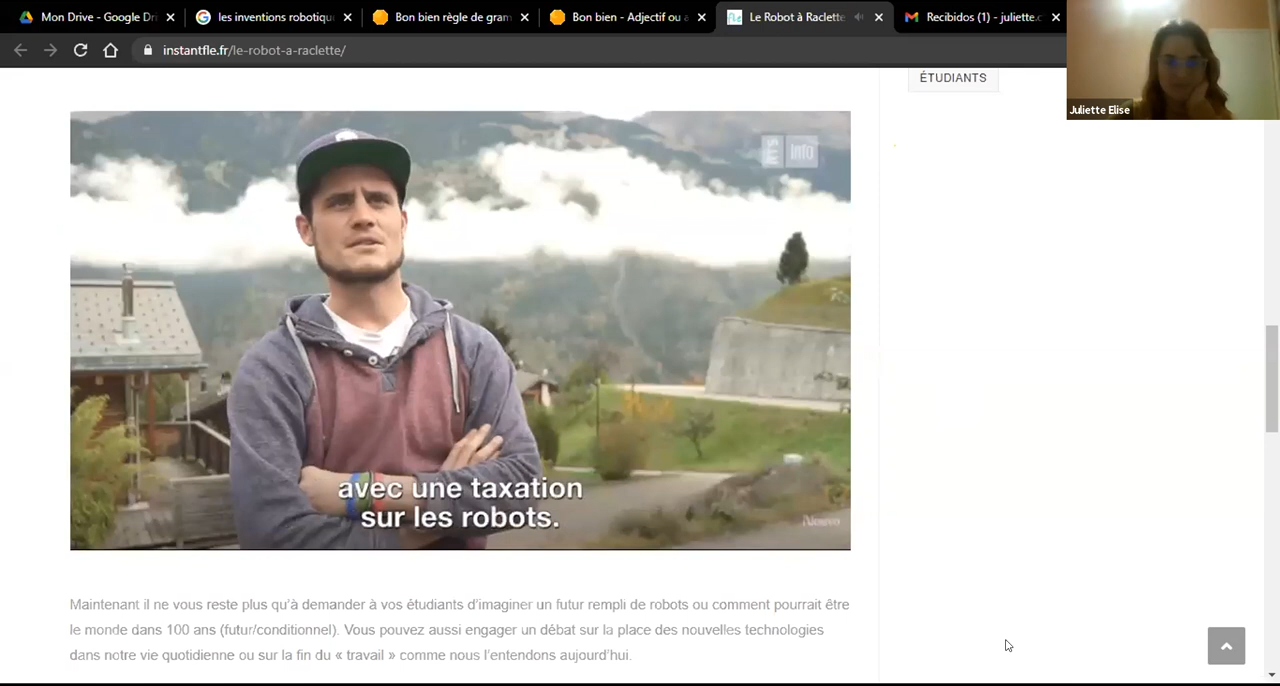 Mon Drive - Google Dri
les inventions robotiqu
Bon bien règle de gram
Bon bien - Adjectif ou a
Le Robot à Raclette
Recibidos (1) - juliette.c
instantfle.fr/le-robot-a-raclette/
ÉTUDIANTS
Juliette Elise
RTS info
avec une taxation
sur les robots.
Nouvo
Maintenant il ne vous reste plus qu'à demander à vos étudiants d'imaginer un futur rempli de robots ou comment pourrait être
le monde dans 100 ans (futur/conditionnel). Vous pouvez aussi engager un débat sur la place des nouvelles technologies
dans notre vie quotidienne ou sur la fin du « travail » comme nous l'entendons aujourd'hui.